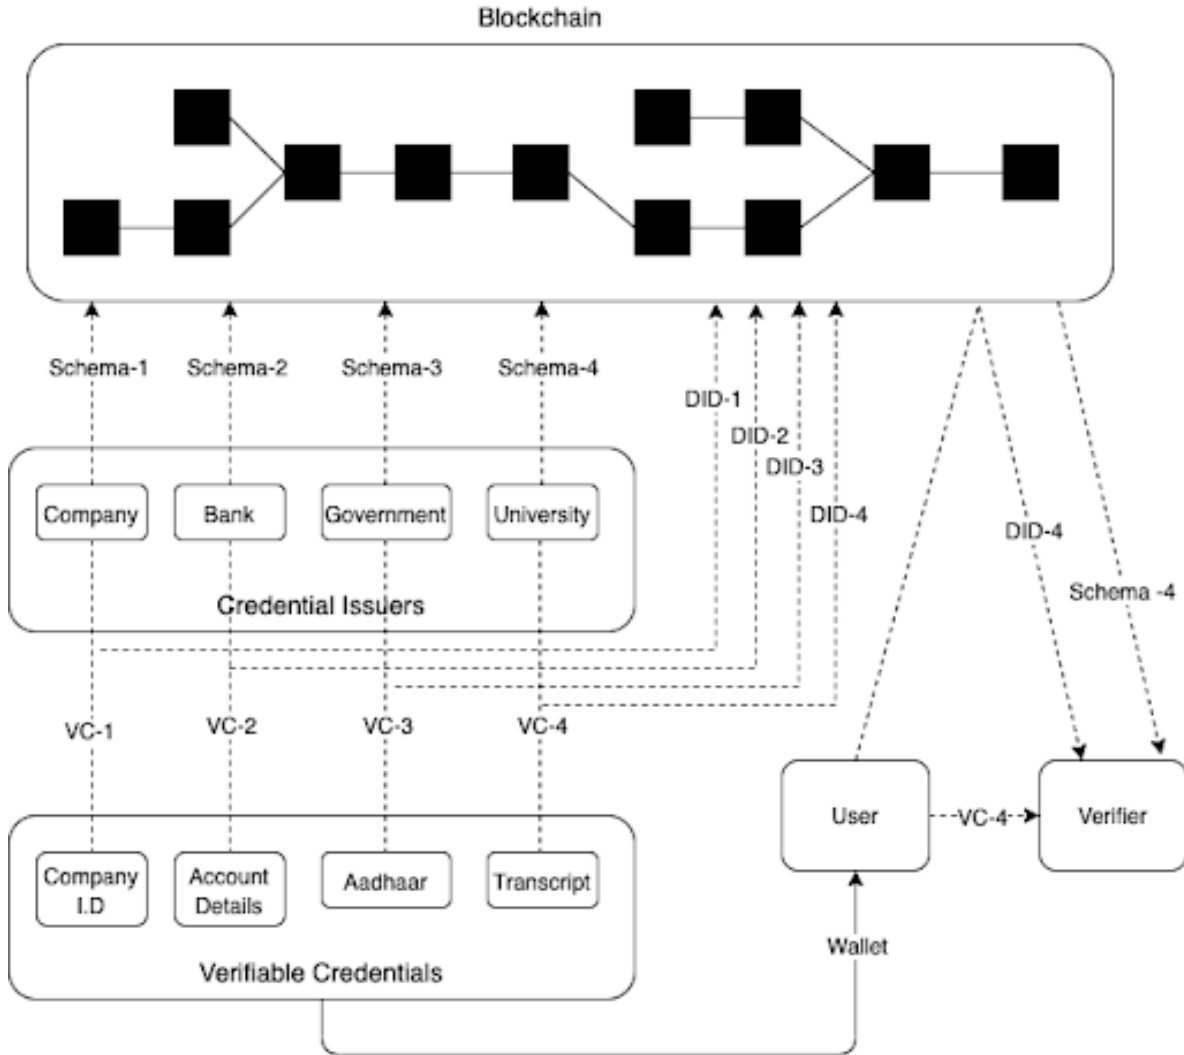 Blockchain
Schema-1
Schema-2
Schema-3
Schema-4
DID-1
DID-2
DID-3
DID-4
DID-4
Schema -4
Company
Bank
Government
University
Credential Issuers
VC-1
VC-2
VC-3
VC-4
User
VC-4
Verifier
Company
I.D
Account
Details
Aadhaar
Transcript
Wallet
Verifiable Credentials